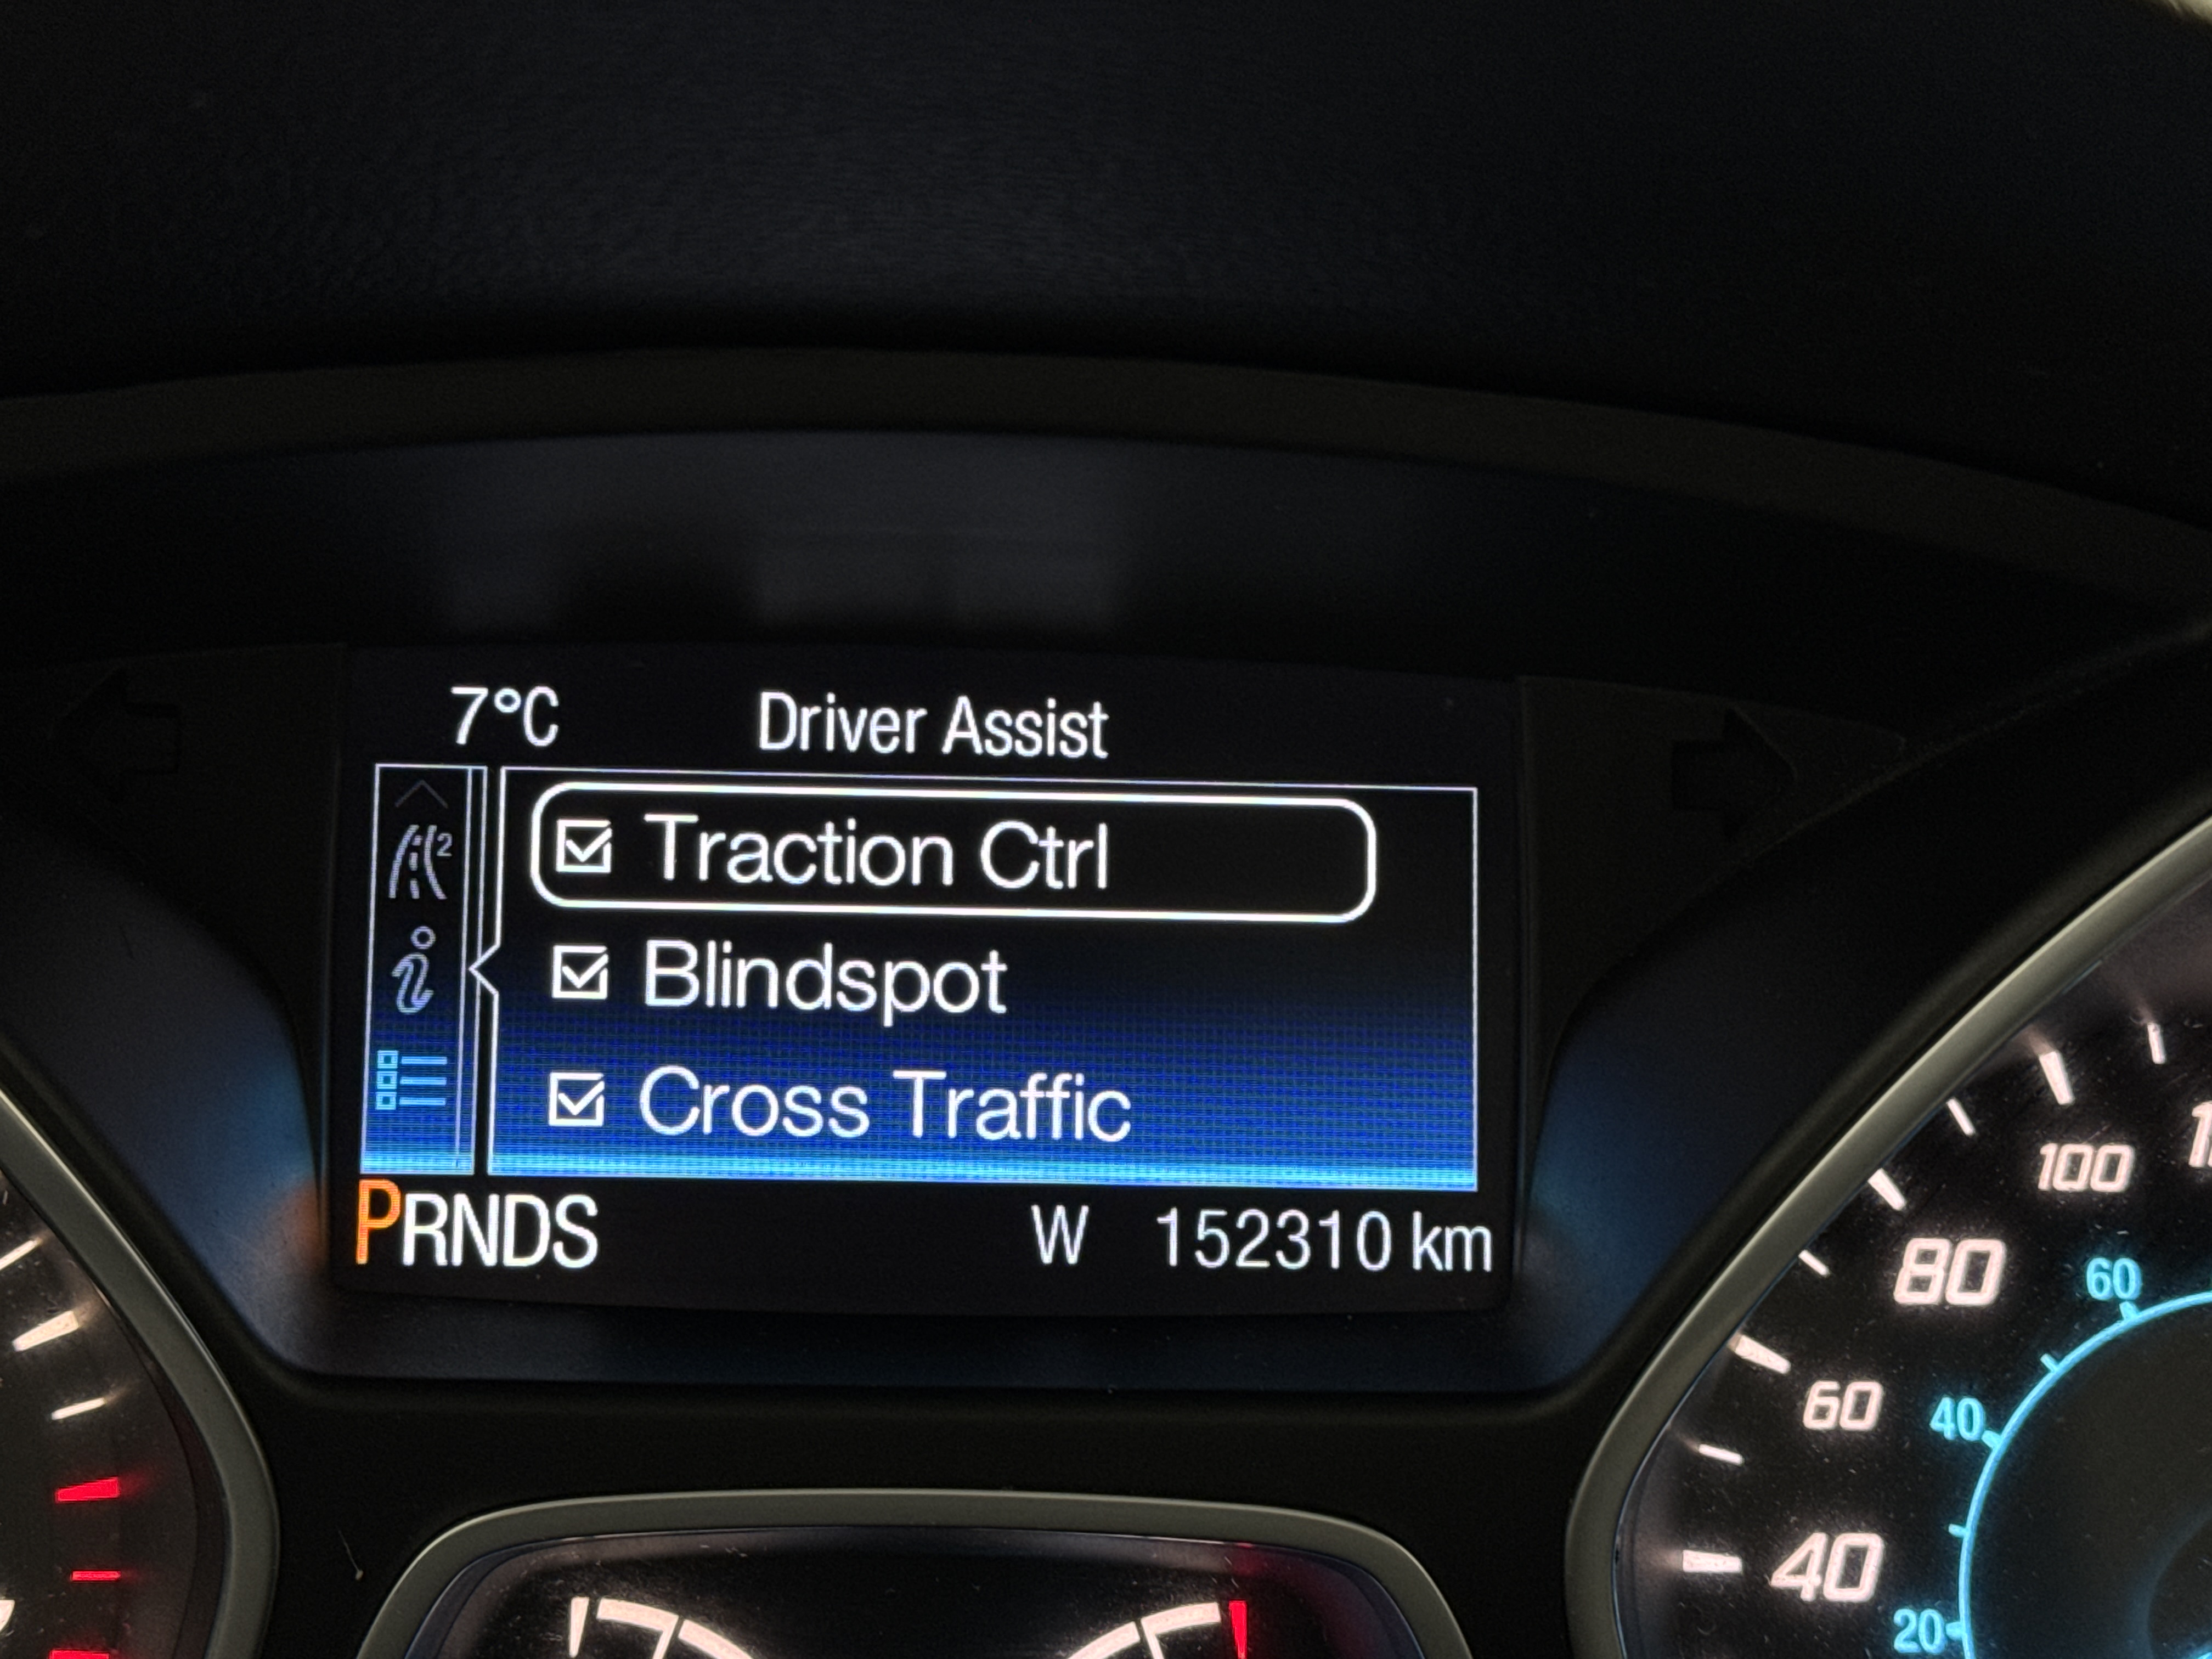 7°C Driver Assist
Traction Ctrl
Blindspot
Cross Traffic
PRNDS W 152310 km
100
80
60
60
40
40
20